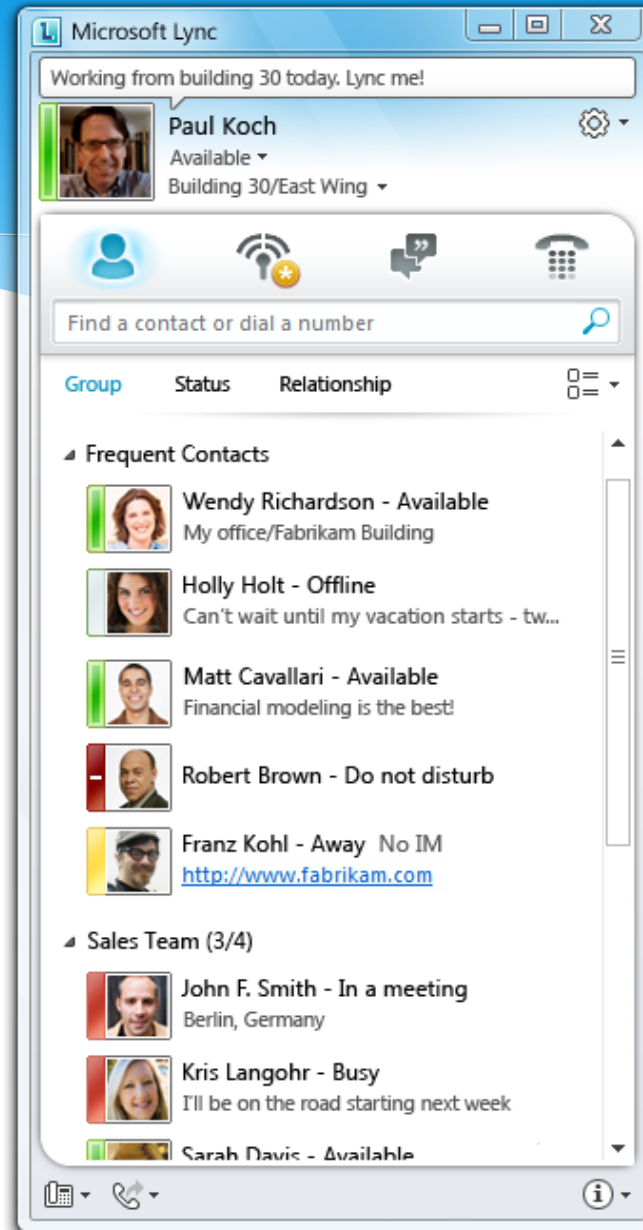 Microsoft Lync
Working from building 30 today. Lync me!
Paul Koch
Available
Building 30/East Wing
Find a contact or dial a number
Group Status Relationship
Frequent Contacts
Wendy Richardson - Available
My office/Fabrikam Building
Holly Holt - Offline
Can't wait until my vacation starts - tw...
Matt Cavallari - Available
Financial modeling is the best!
Robert Brown - Do not disturb
Franz Kohl - Away No IM
http://www.fabrikam.com
Sales Team (3/4)
John F. Smith - In a meeting
Berlin, Germany
Kris Langohr - Busy
I'll be on the road starting next week
Sarah Davis - Available